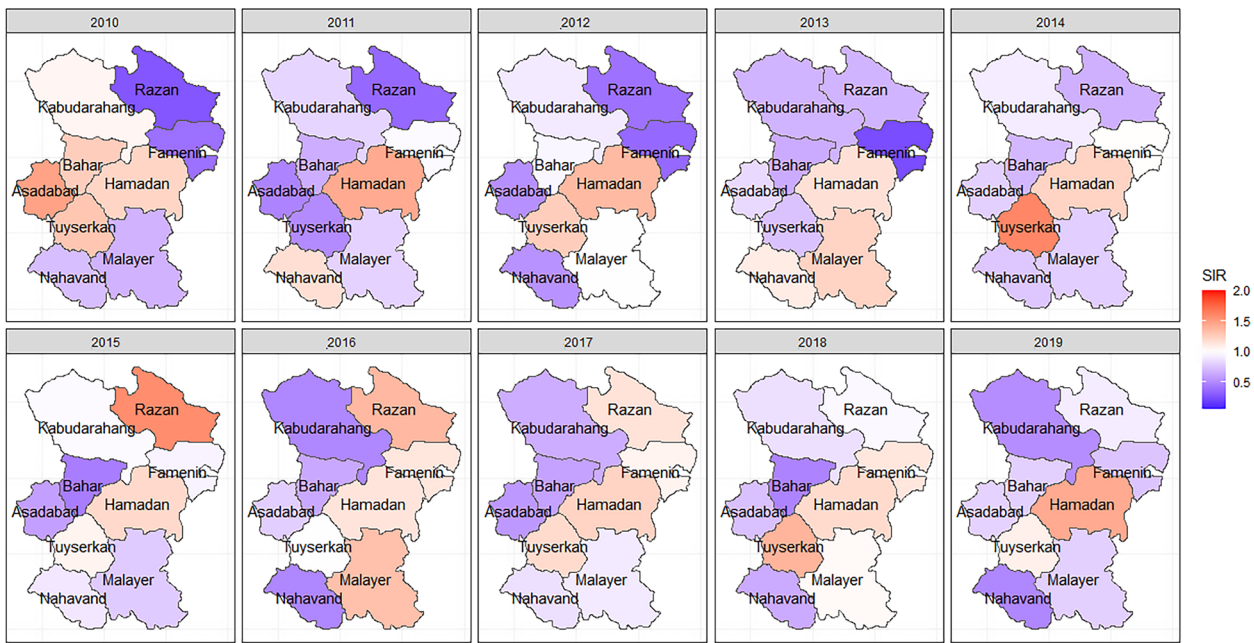 2010
2011
2012
2013
2014
Razan
Kabudarahang
Famenin
Bahar
Asadabad
Hamadan
Tuyserkan
Malayer
Nahavand
Razan
Kabudarahang
Famenin
Bahar
Asadabad
Hamadan
Tuyserkan
Malayer
Nahavand
Razan
Kabudarahang
Famenin
Bahar
Asadabad
Hamadan
Tuyserkan
Malayer
Nahavand
Razan
Kabudarahang
Famenin
Bahar
Asadabad
Hamadan
Tuyserkan
Malayer
Nahavand
Razan
Kabudarahang
Famenin
Bahar
Asadabad
Hamadan
Tuyserkan
Malayer
Nahavand
SIR
2.0
1.5
1.0
0.5
2015
2016
2017
2018
2019
Razan
Kabudarahang
Famenin
Bahar
Asadabad
Hamadan
Tuyserkan
Malayer
Nahavand
Razan
Kabudarahang
Famenin
Bahar
Asadabad
Hamadan
Tuyserkan
Malayer
Nahavand
Razan
Kabudarahang
Famenin
Bahar
Asadabad
Hamadan
Tuyserkan
Malayer
Nahavand
Razan
Kabudarahang
Famenin
Bahar
Asadabad
Hamadan
Tuyserkan
Malayer
Nahavand
Razan
Kabudarahang
Famenin
Bahar
Asadabad
Hamadan
Tuyserkan
Malayer
Nahavand